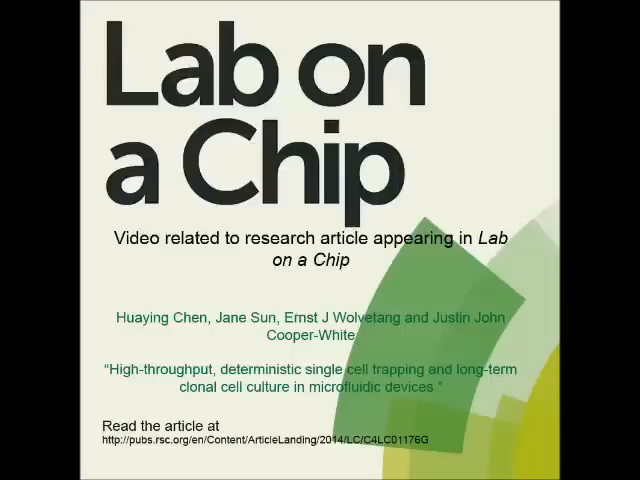 Lab on
a Chip
Video related to research article appearing in Lab
on a Chip
Huaying Chen, Jane Sun, Ernst J Wolvetang and Justin John
Cooper-White
“High-throughput, deterministic single cell trapping and long-term
clonal cell culture in microfluidic devices ”
Read the article at
http://pubs.rsc.org/en/Content/ArticleLanding/2014/LC/C4LC01176G